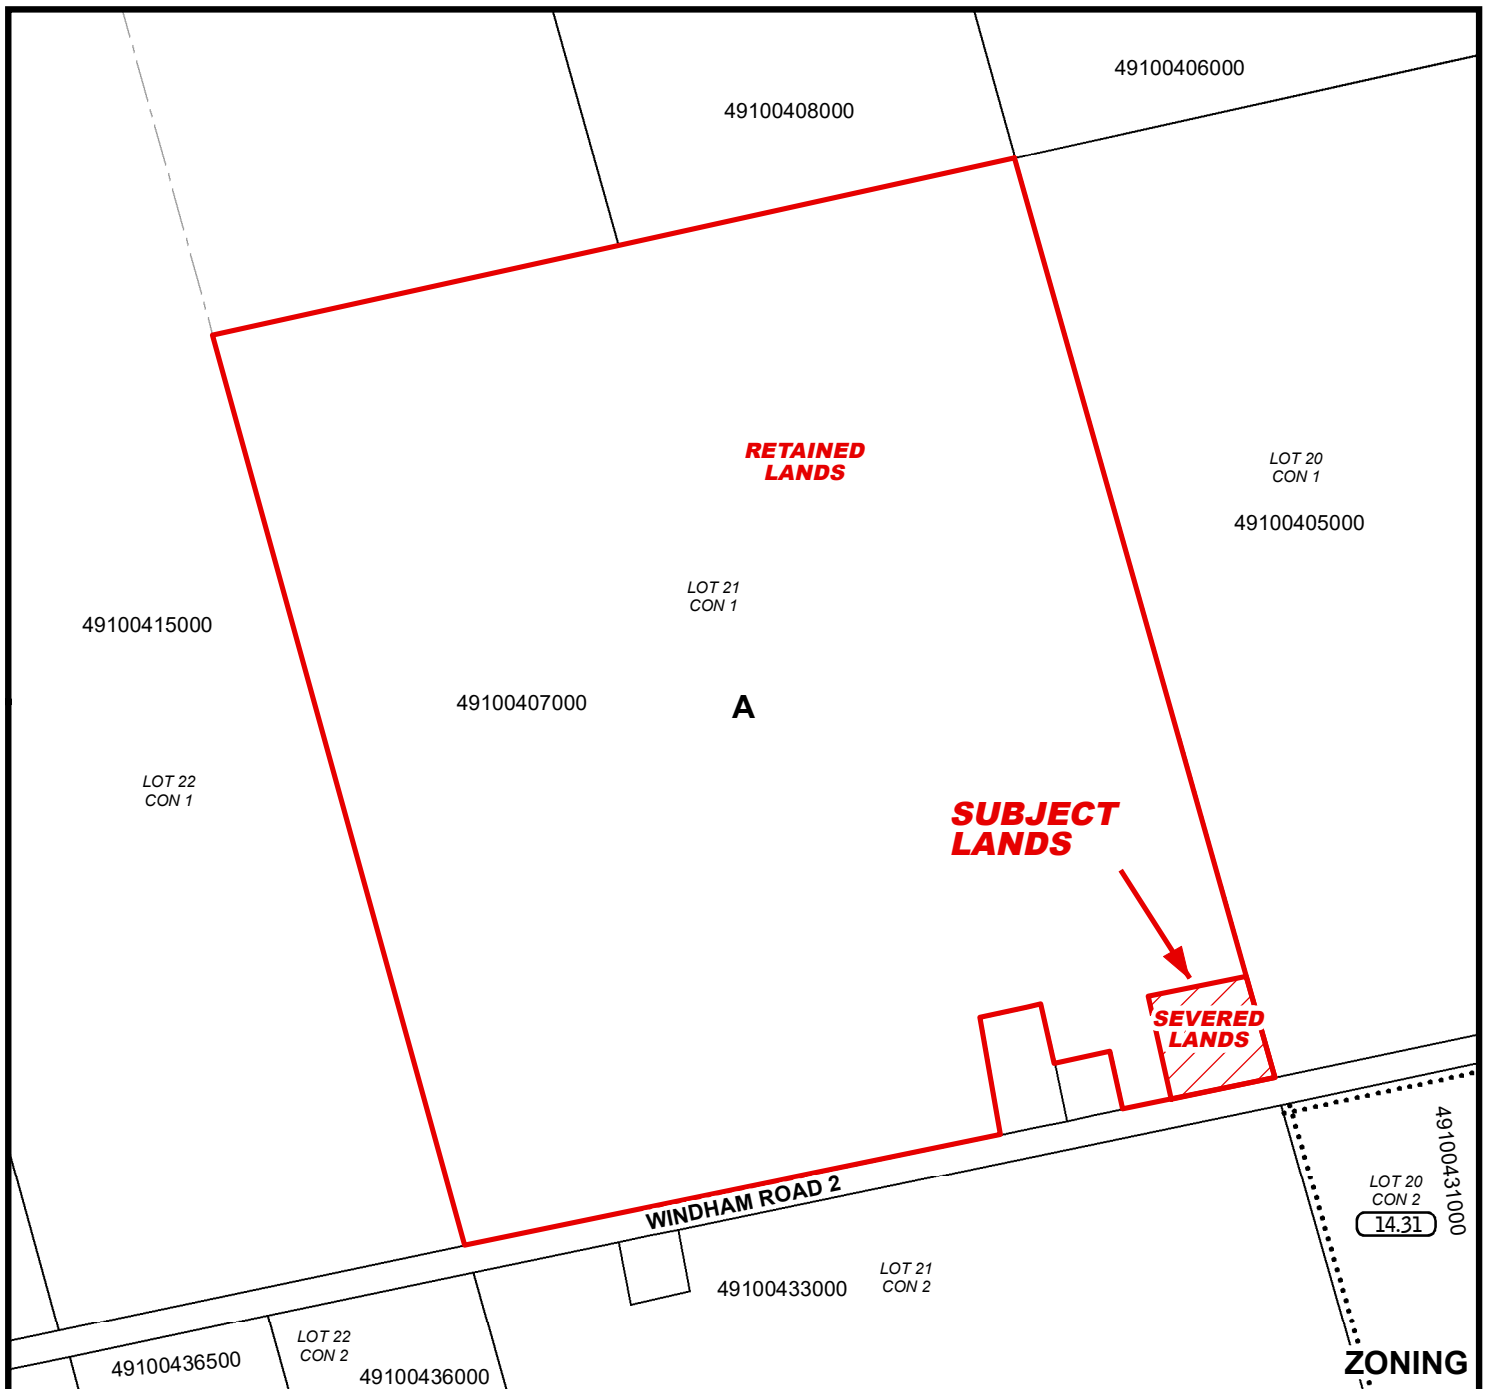 49100406000
49100408000
RETAINED
LANDS
LOT 20
CON 1
49100405000
LOT 21
CON 1
49100415000
49100407000
A
LOT 22
CON 1
SUBJECT
LANDS
SEVERED
LANDS
WINDHAM ROAD 2
49100431000
LOT 20
CON 2
14.31
LOT 21
CON 2
49100433000
LOT 22
CON 2
49100436500
49100436000
ZONING